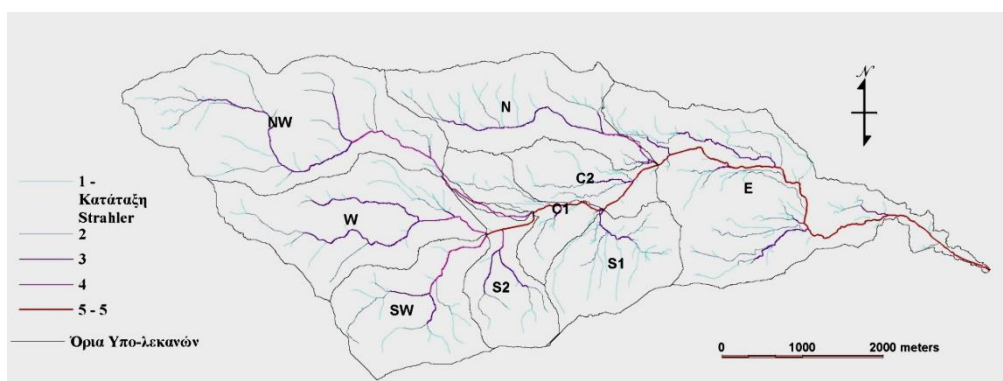 N
N
NW
C2
E
1 -
Κατάταξη
Strahler
2
W
C1
3
S1
4
S2
SW
5 - 5
Όρια Υπο-λεκανών
0 1000 2000 meters